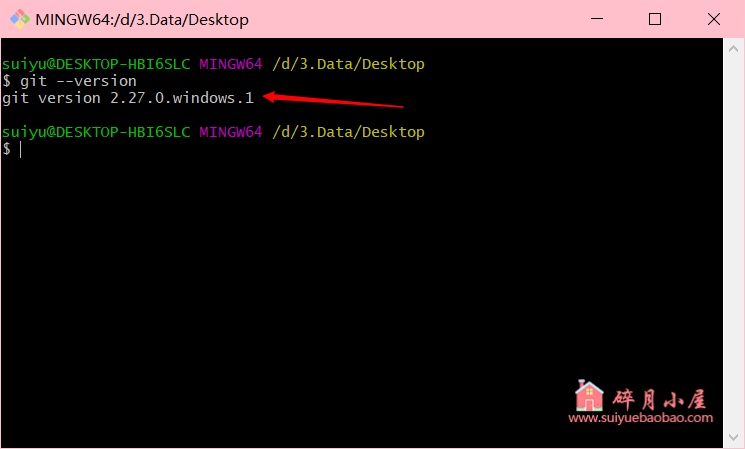 MINGW64:/d/3.Data/Desktop
suiyu@DESKTOP-HBI6SLC MINGW64 /d/3.Data/Desktop
$ git --version
git version 2.27.0.windows.1
suiyu@DESKTOP-HBI6SLC MINGW64 /d/3.Data/Desktop
$
碎月小屋
www.suiyuebaobao.com